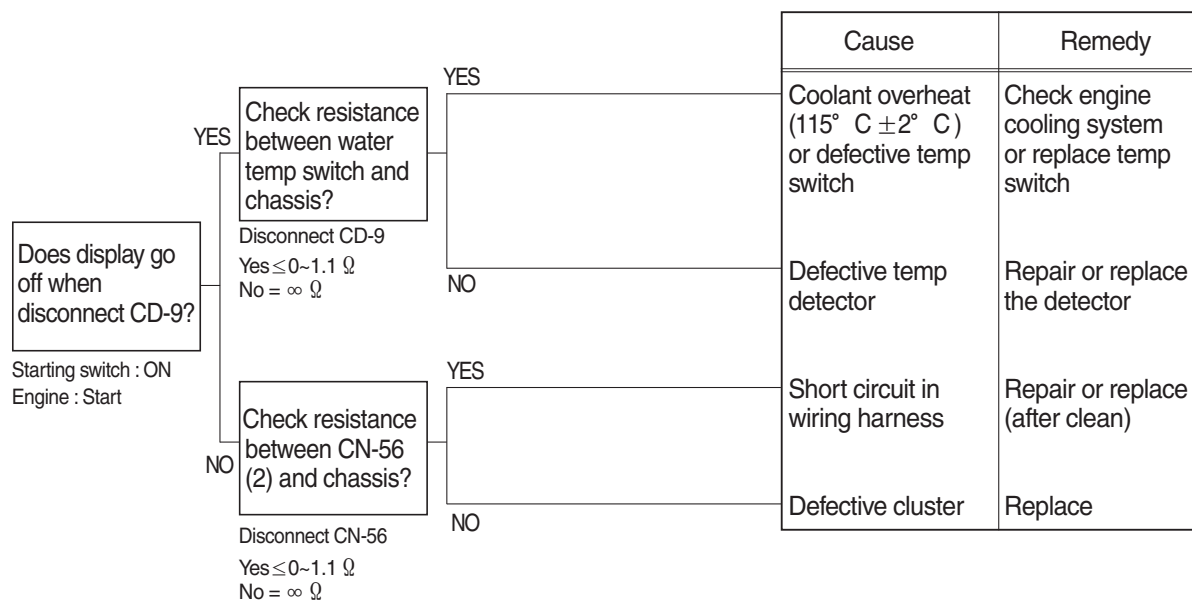 Does display go
off when
disconnect CD-9?
Starting switch : ON
Engine : Start
YES
Check resistance
between water
temp switch and
chassis?
Disconnect CD-9
Yes≤0~1.1 Ω
No = ∞ Ω
NO
Check resistance
between CN-56
(2) and chassis?
Disconnect CN-56
Yes≤0~1.1 Ω
No = ∞ Ω
YES
NO
YES
NO
Cause
Remedy
Coolant overheat
(115° C ±2° C )
or defective temp
switch
Check engine
cooling system
or replace temp
switch
Defective temp
detector
Repair or replace
the detector
Short circuit in
wiring harness
Repair or replace
(after clean)
Defective cluster
Replace